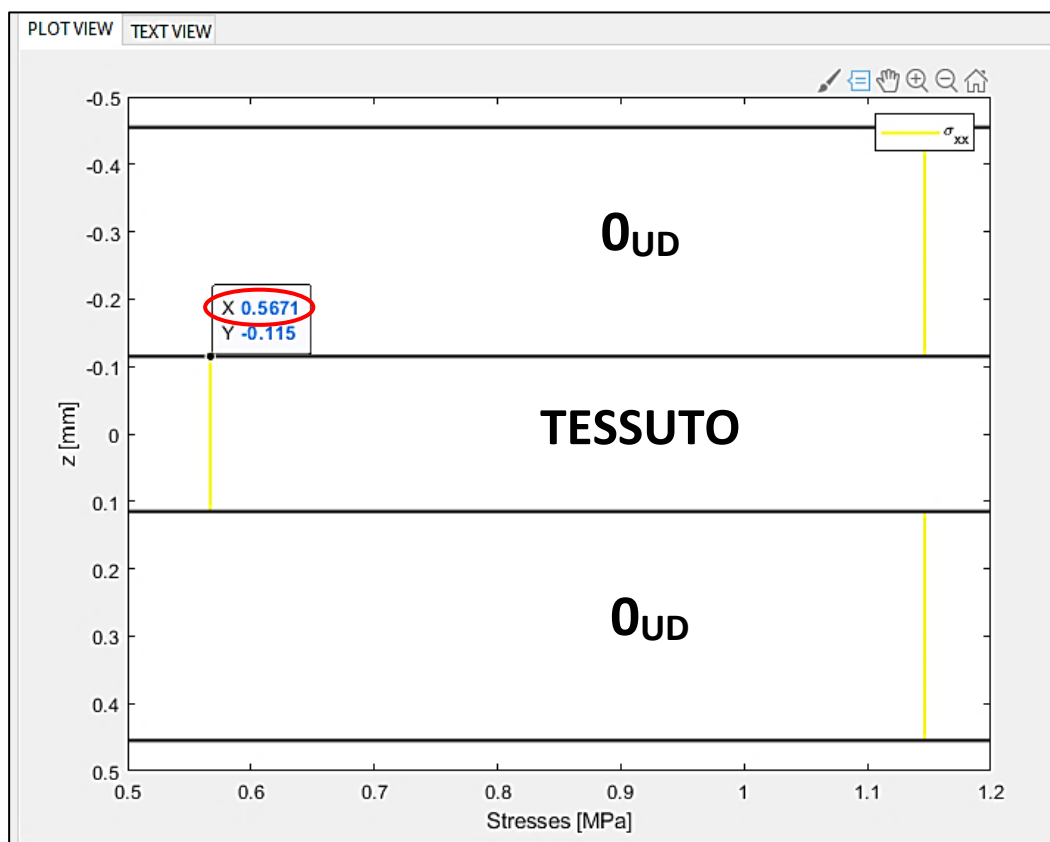 PLOT VIEW TEXT VIEW
-0.5
σxx
-0.4
0UD
-0.3
-0.2
X 0.5671
Y -0.115
-0.1
z [mm]
0
TESSUTO
0.1
0.2
0UD
0.3
0.4
0.5
0.5 0.6 0.7 0.8 0.9 1 1.1 1.2
Stresses [MPa]